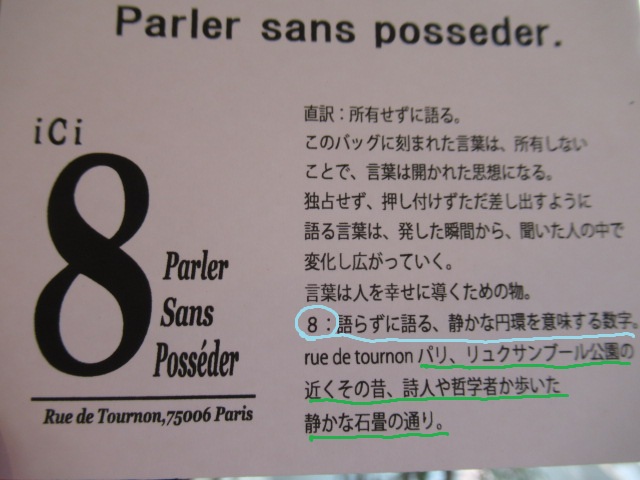 Parler sans posseder.
iCi
8
Parler
Sans
Posséder
Rue de Tournon,75006 Paris
直訳：所有せずに語る。
このバッグに刻まれた言葉は、所有しない
ことで、言葉は開かれた思想になる。
独占せず、押し付けずただ差し出すように
語る言葉は、発した瞬間から、聞いた人の中で
変化し広がっていく。
言葉は人を幸せに導くための物。
8：語らずに語る、静かな円環を意味する数字。
rue de tournon パリ、リュクサンブール公園の
近くその昔、詩人や哲学者か歩いた
静かな石畳の通り。